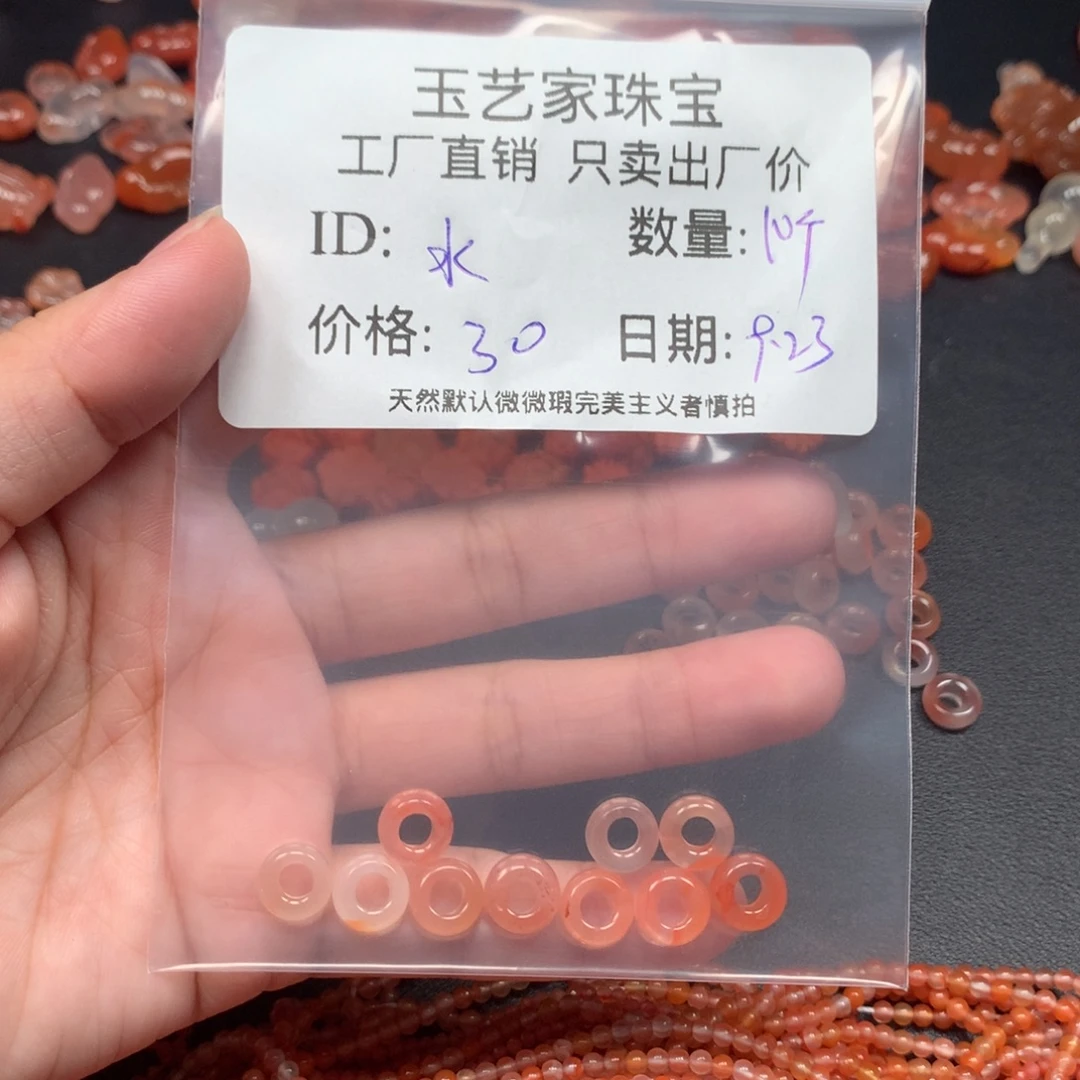 玉艺家珠宝
工厂直销 只卖出厂价
ID: 水 数量: 10个
价格: 30 日期: 9.23
天然默认微微瑕完美主义者慎拍